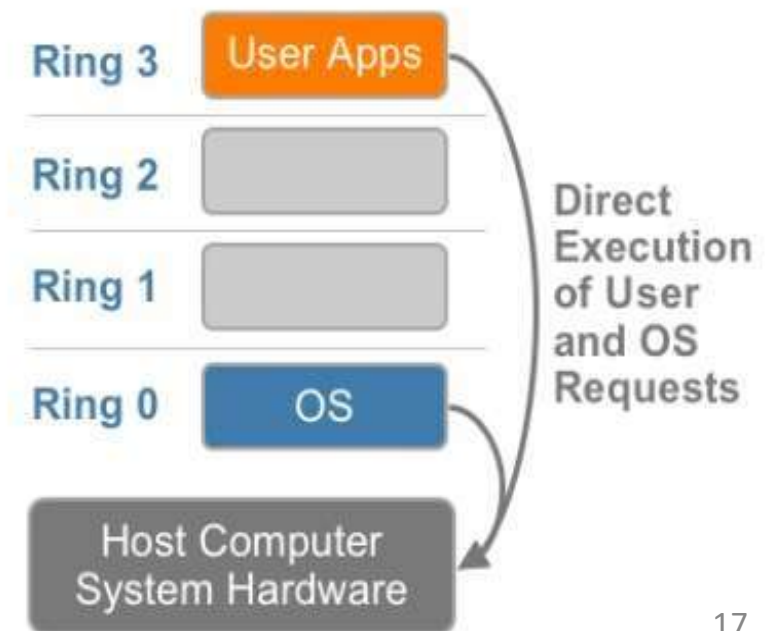 Ring 3
User Apps
Ring 2
Ring 1
Ring 0
OS
Direct
Execution
of User
and OS
Requests
Host Computer
System Hardware
17